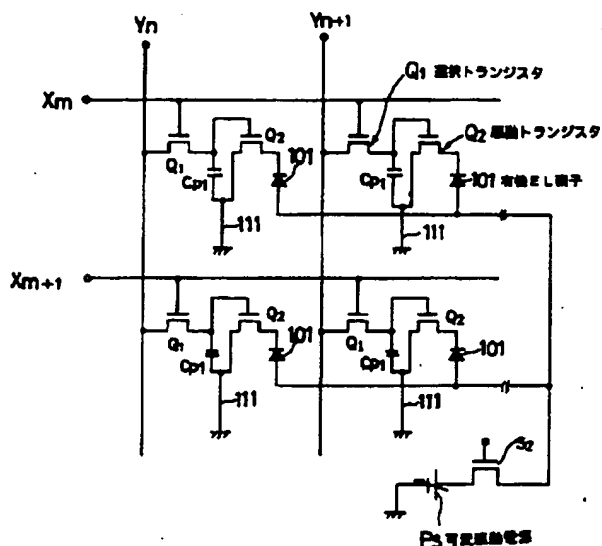 Yn
Yn+1
Xm
Q1 選択トランジスタ
Q2 駆動トランジスタ
Q1
Cp1
Q2
101
Q1
Cp1
101 有機EL素子
111
111
Xm+1
Q1
Cp1
Q2
101
Q1
Cp1
Q2
101
111
111
S2
Ps 可変駆動電源